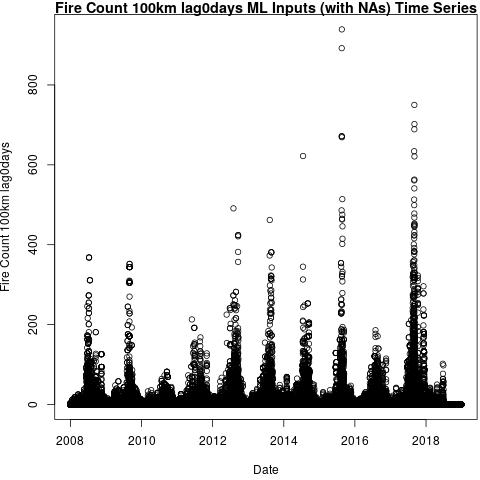 Fire Count 100km lag0days ML Inputs (with NAs) Time Series
Fire Count 100km lag0days
800
600
400
200
0
2008 2010 2012 2014 2016 2018
Date